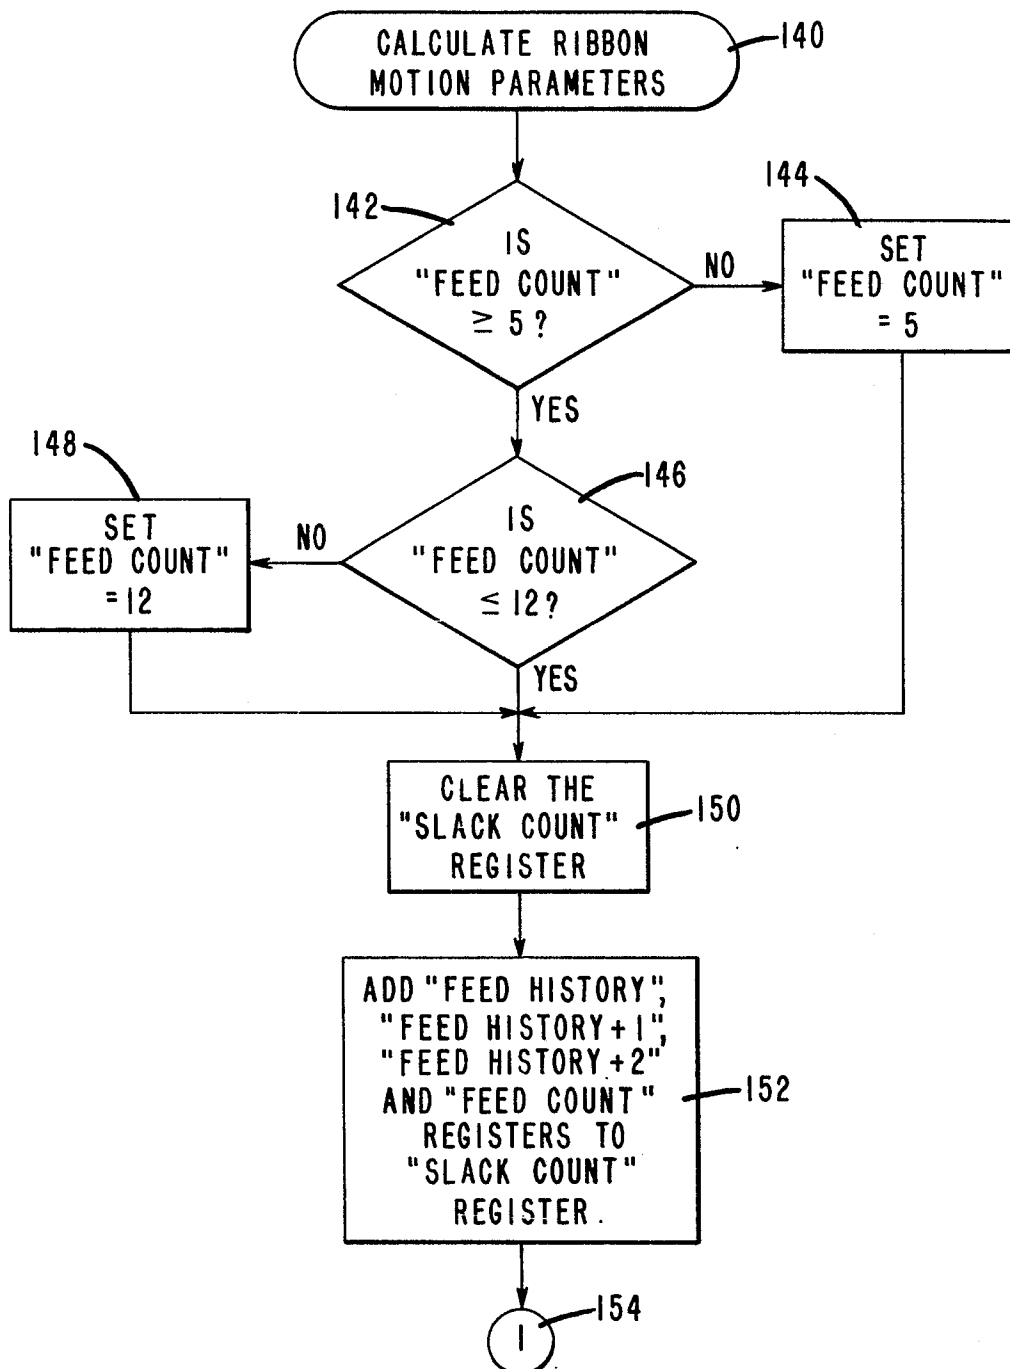 CALCULATE RIBBON
MOTION PARAMETERS
140
142
IS
"FEED COUNT"
≥ 5?
NO
144
SET
"FEED COUNT"
= 5
YES
148
SET
"FEED COUNT"
=12
NO
146
IS
"FEED COUNT"
≤ 12?
YES
CLEAR THE
"SLACK COUNT"
REGISTER
150
ADD "FEED HISTORY",
"FEED HISTORY+1",
"FEED HISTORY+2"
AND "FEED COUNT"
REGISTERS TO
"SLACK COUNT"
REGISTER.
152
1
154